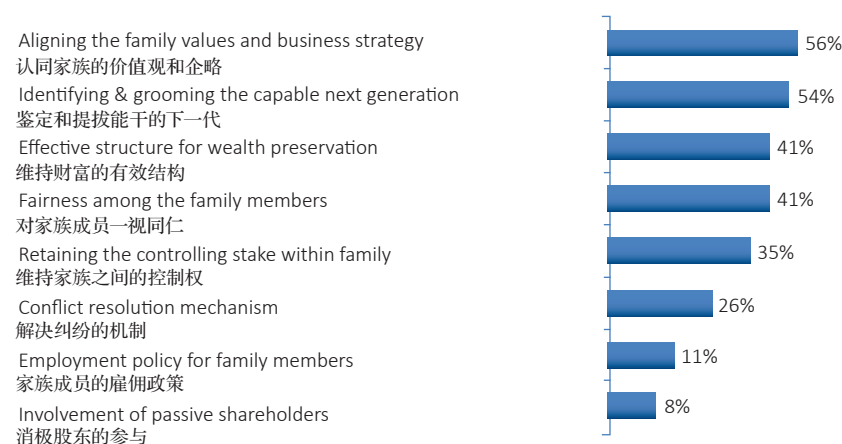 Aligning the family values and business strategy
56%
认同家族的价值观和企略
Identifying & grooming the capable next generation
54%
鉴定和提拔能干的下一代
Effective structure for wealth preservation
41%
维持财富的有效结构
Fairness among the family members
41%
对家族成员一视同仁
Retaining the controlling stake within family
35%
维持家族之间的控制权
Conflict resolution mechanism
26%
解决纠纷的机制
Employment policy for family members
11%
家族成员的雇佣政策
Involvement of passive shareholders
8%
消极股东的参与